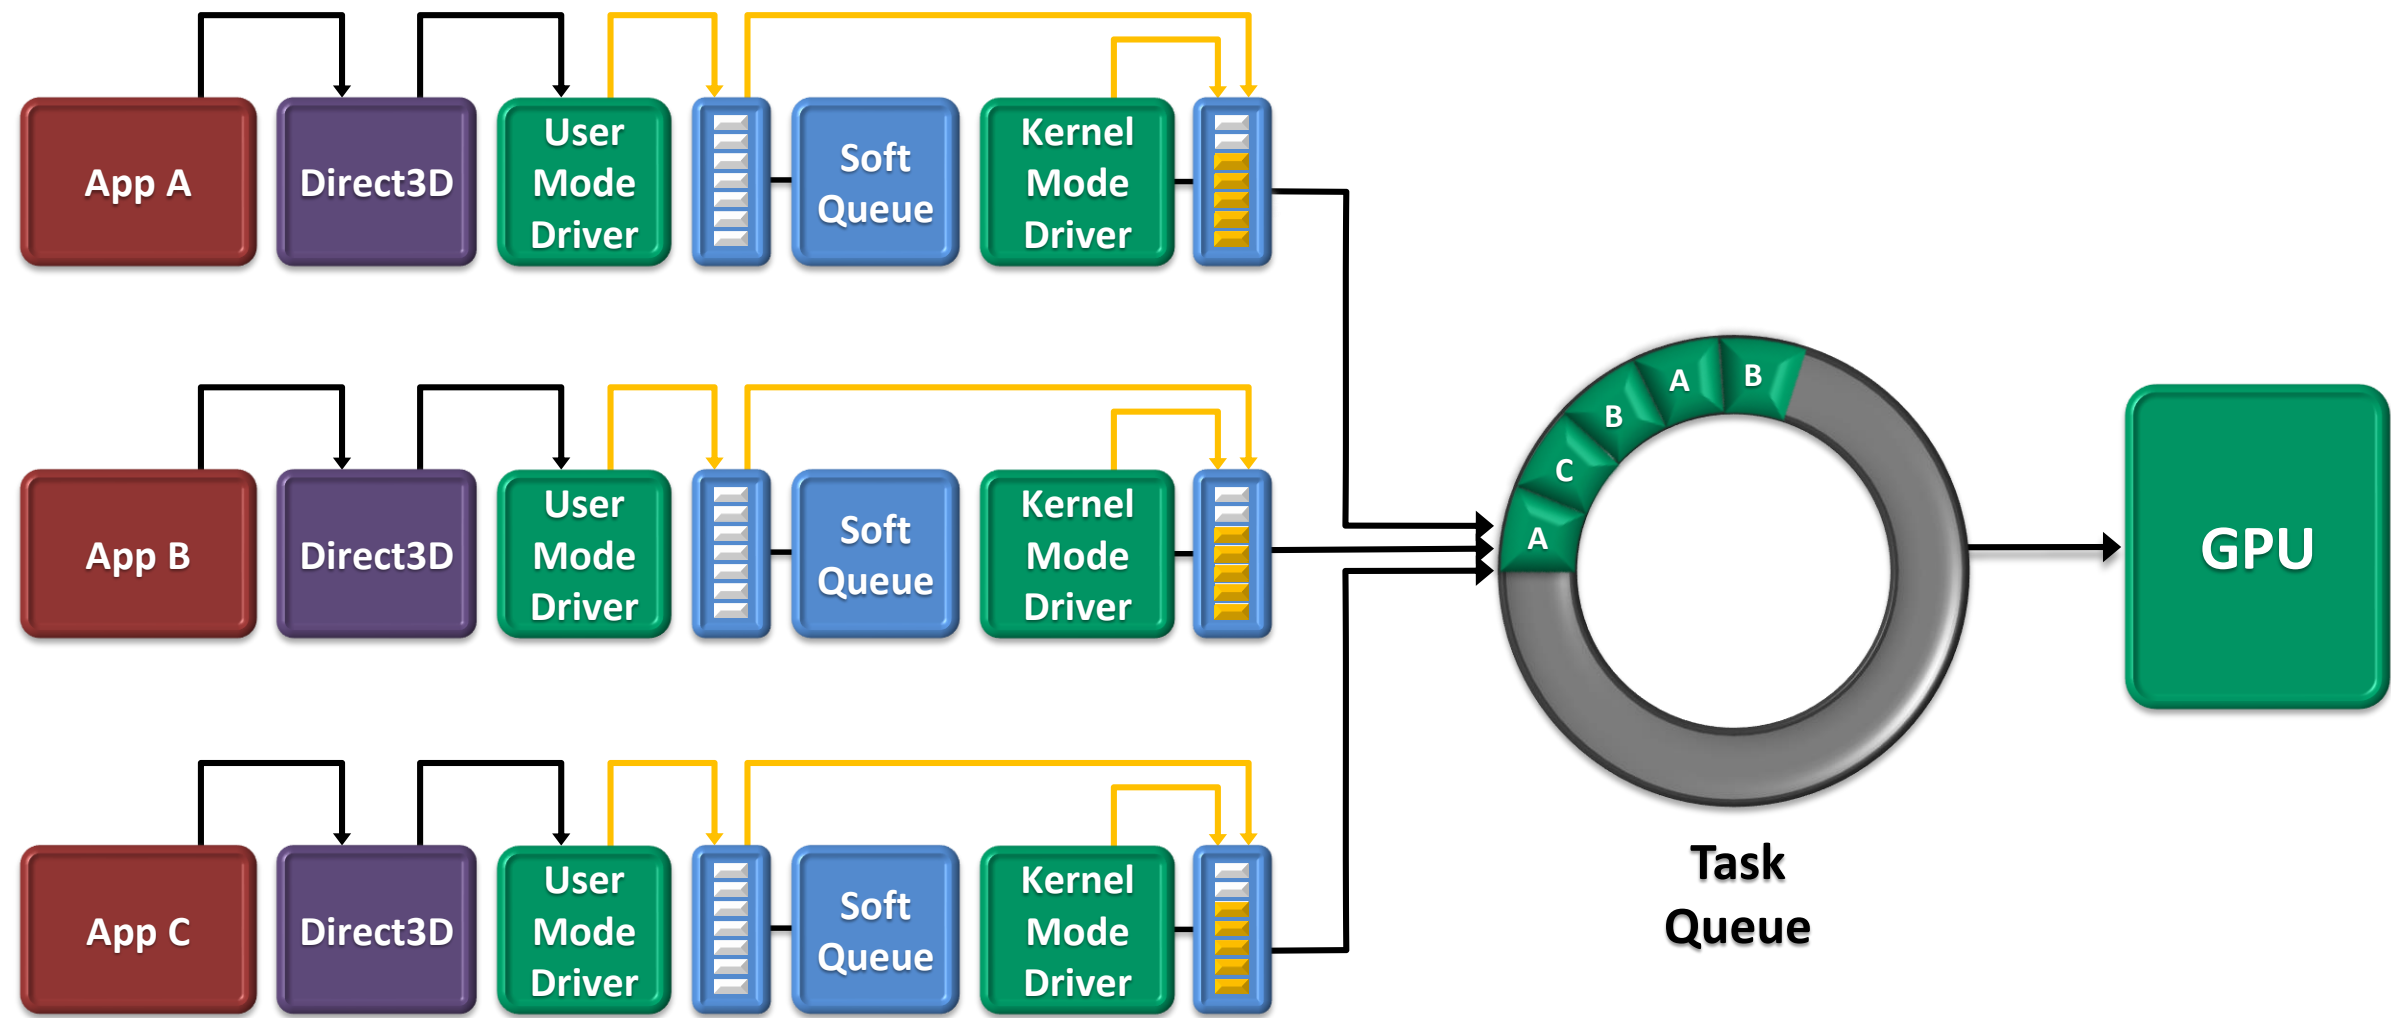 App A
Direct3D
User
Mode
Driver
Soft
Queue
Kernel
Mode
Driver
App B
Direct3D
User
Mode
Driver
Soft
Queue
Kernel
Mode
Driver
App C
Direct3D
User
Mode
Driver
Soft
Queue
Kernel
Mode
Driver
A
C
B
A
B
Task
Queue
GPU